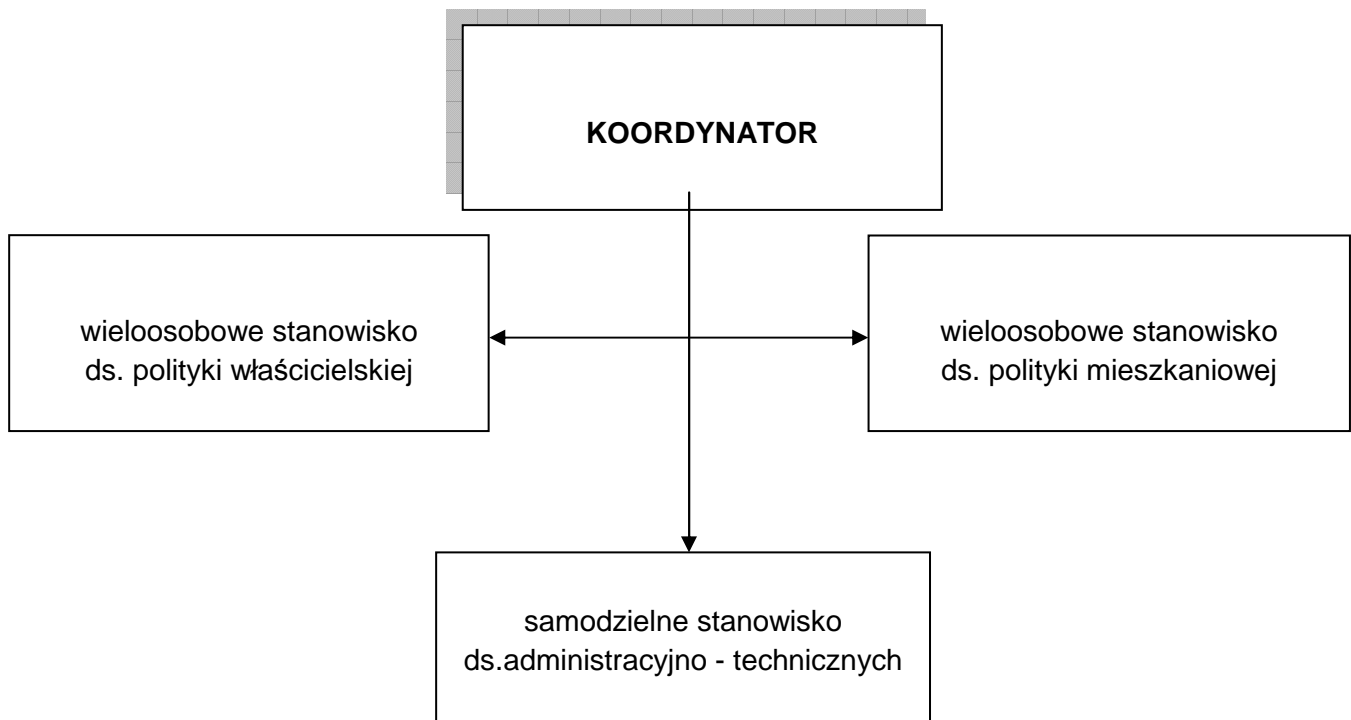 KOORDYNATOR
wieloosobowe stanowisko
ds. polityki właścicielskiej
wieloosobowe stanowisko
ds. polityki mieszkaniowej
samodzielne stanowisko
ds.administracyjno - technicznych